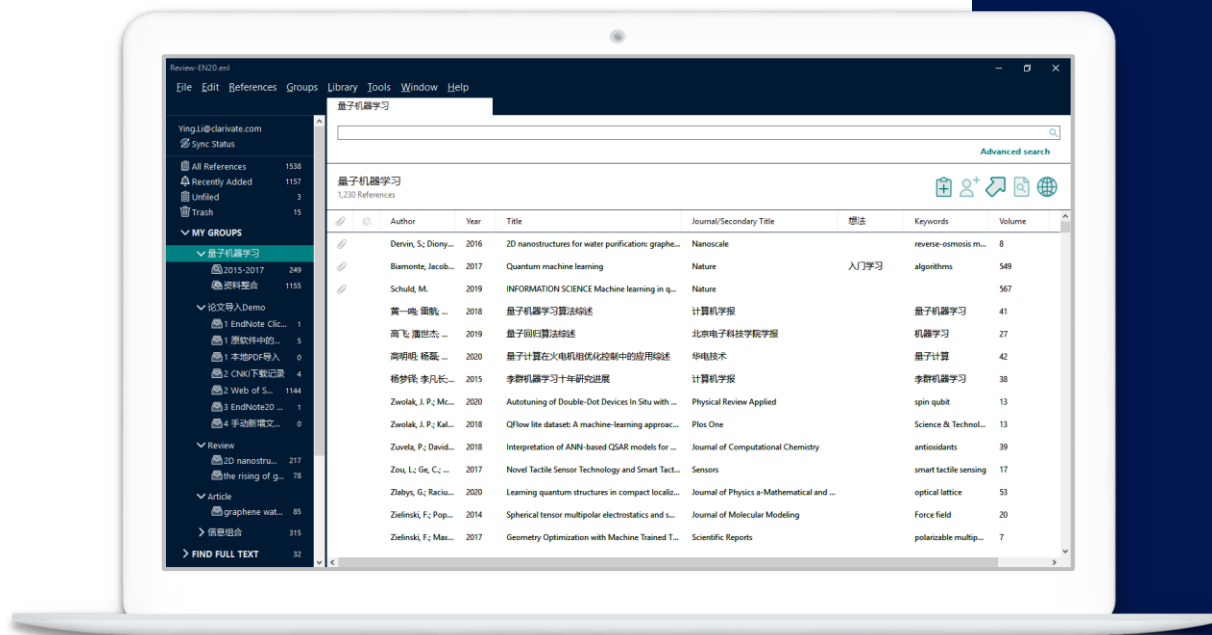 Review-EN20.enl
File Edit References Groups Library Tools Window Help
量子机器学习
Ying.Li@clarivate.com
Sync Status
All References 1538
Recently Added 1157
Unfiled 3
Trash 15
MY GROUPS
量子机器学习
2015-2017 249
资料整合 1155
论文导入Demo
1 EndNote Clic... 1
1 原软件中的... 5
1 本地PDF导入 0
2 CNKI下载记录 4
2 Web of S... 1144
3 EndNote20 ... 1
4 手动新增文... 0
Review
2D nanostru... 217
the rising of g... 78
Article
graphene wat... 85
信息组合 315
FIND FULL TEXT 32
Advanced search
量子机器学习
1,230 References
Author Year Title Journal/Secondary Title 想法 Keywords Volume
Dervin, S.; Diony... 2016 2D nanostructures for water purification: graphe... Nanoscale reverse-osmosis m... 8
Biamonte, Jacob... 2017 Quantum machine learning Nature 入门学习 algorithms 549
Schuld, M. 2019 INFORMATION SCIENCE Machine learning in q... Nature 567
黄一鸣; 雷航; ... 2018 量子机器学习算法综述 计算机学报 量子机器学习 41
高飞; 潘世杰; ... 2019 量子回归算法综述 北京电子科技学院学报 机器学习 27
高明明; 杨磊; ... 2020 量子计算在火电机组优化控制中的应用综述 华电技术 量子计算 42
杨梦铎; 李凡长;... 2015 李群机器学习十年研究进展 计算机学报 李群机器学习 38
Zwolak, J. P.; Mc... 2020 Autotuning of Double-Dot Devices In Situ with ... Physical Review Applied spin qubit 13
Zwolak, J. P.; Kal... 2018 QFlow lite dataset: A machine-learning approac... Plos One Science & Technol... 13
Zuvela, P.; David... 2018 Interpretation of ANN-based QSAR models for ... Journal of Computational Chemistry antioxidants 39
Zou, L.; Ge, C.; ... 2017 Novel Tactile Sensor Technology and Smart Tact... Sensors smart tactile sensing 17
Zlabys, G.; Raciu... 2020 Learning quantum structures in compact localiz... Journal of Physics a-Mathematical and ... optical lattice 53
Zielinski, F.; Pop... 2014 Spherical tensor multipolar electrostatics and s... Journal of Molecular Modeling Force field 20
Zielinski, F.; Max... 2017 Geometry Optimization with Machine Trained T... Scientific Reports polarizable multip... 7